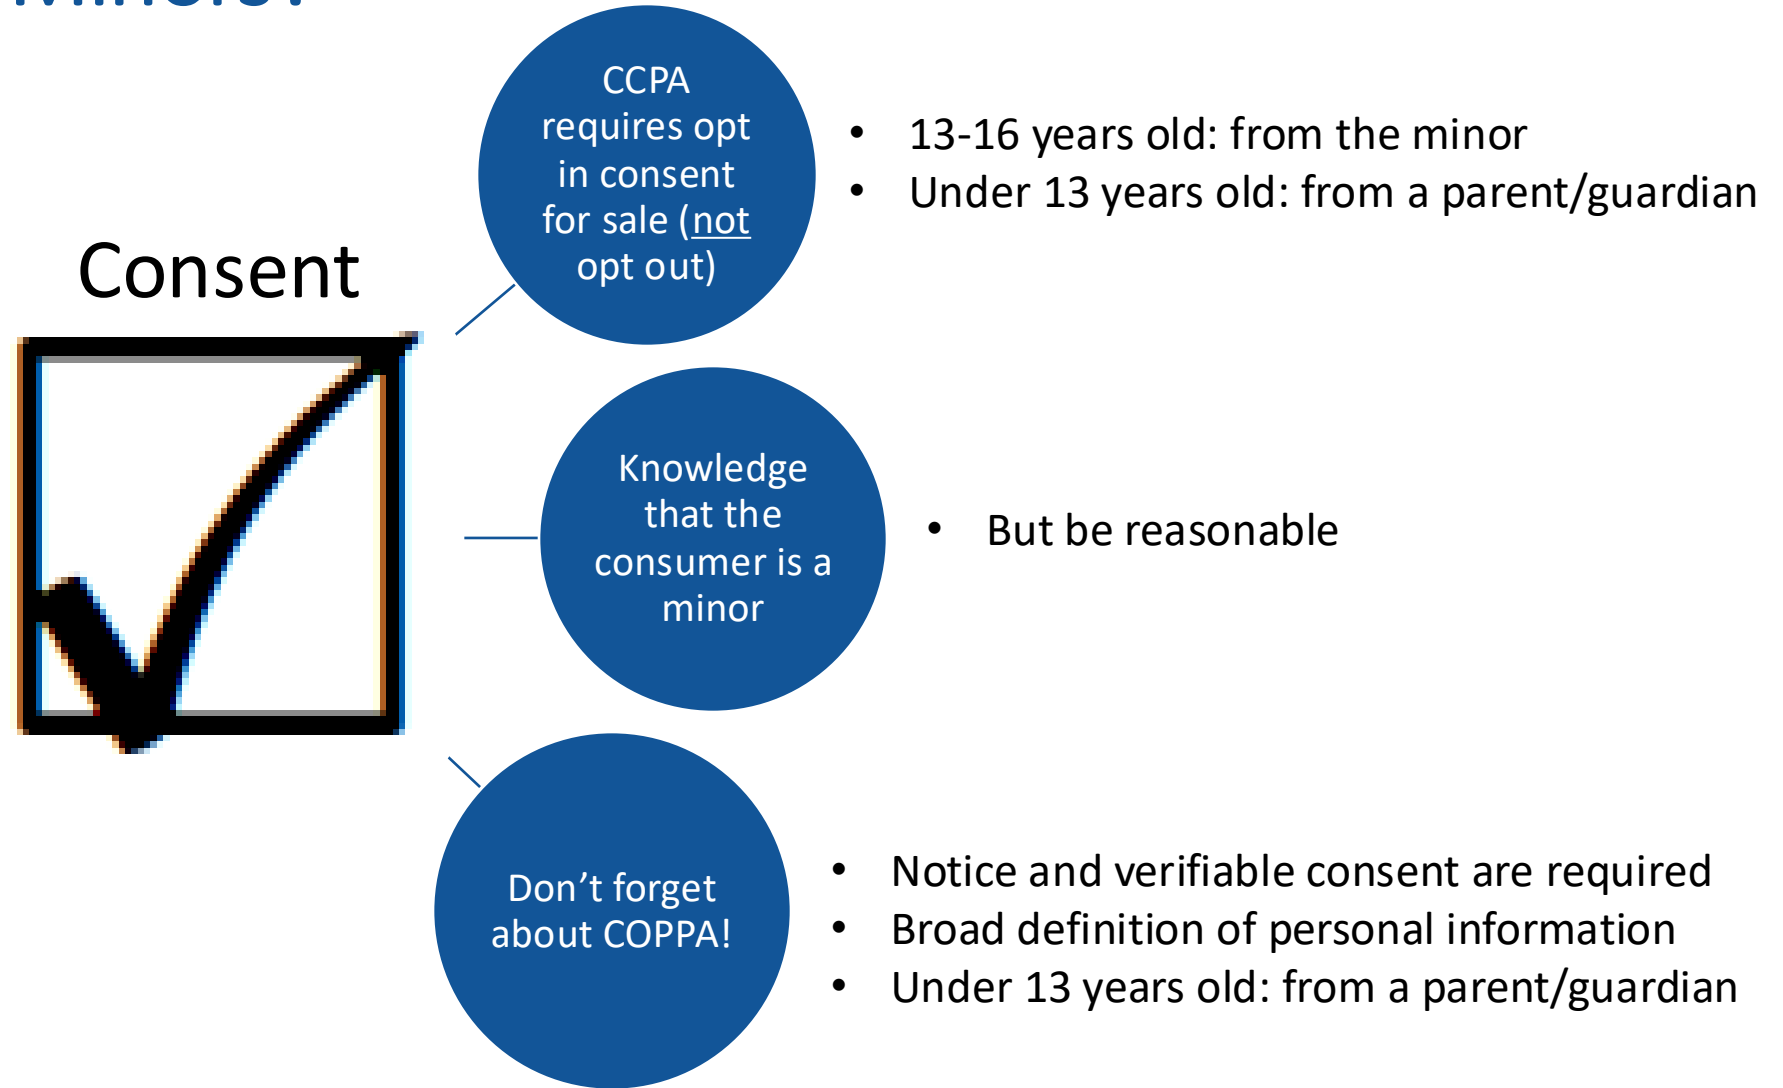 Minors?
CCPA
requires opt
in consent
for sale (not
opt out)
• 13-16 years old: from the minor
• Under 13 years old: from a parent/guardian
Consent
Knowledge
that the
consumer is a
minor
• But be reasonable
Don’t forget
about COPPA!
• Notice and verifiable consent are required
• Broad definition of personal information
• Under 13 years old: from a parent/guardian